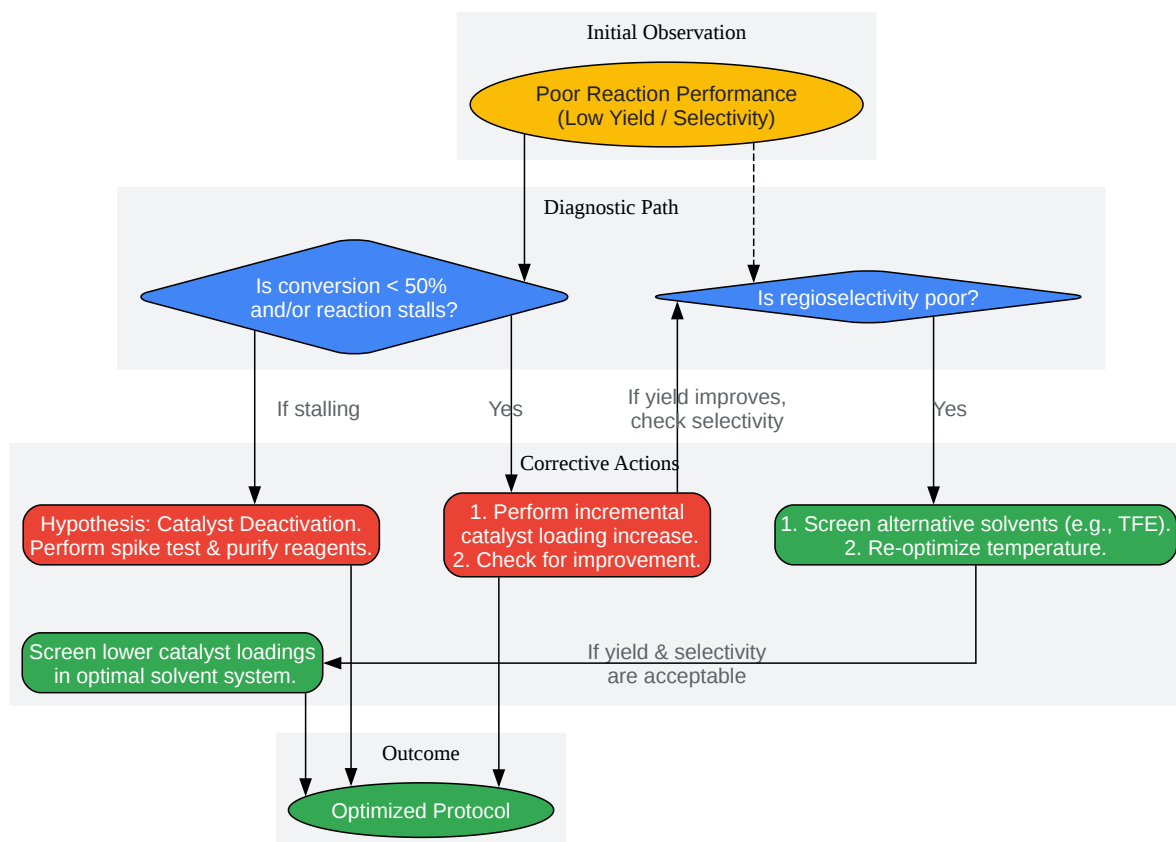 Initial Observation
Poor Reaction Performance
(Low Yield / Selectivity)
Diagnostic Path
Is conversion < 50%
and/or reaction stalls?
Is regioselectivity poor?
If stalling
Yes
If yield improves,
check selectivity
Yes
Corrective Actions
Hypothesis: Catalyst Deactivation.
Perform spike test & purify reagents.
1. Perform incremental
catalyst loading increase.
2. Check for improvement.
1. Screen alternative solvents (e.g., TFE).
2. Re-optimize temperature.
Screen lower catalyst loadings
in optimal solvent system.
If yield & selectivity
are acceptable
Outcome
Optimized Protocol